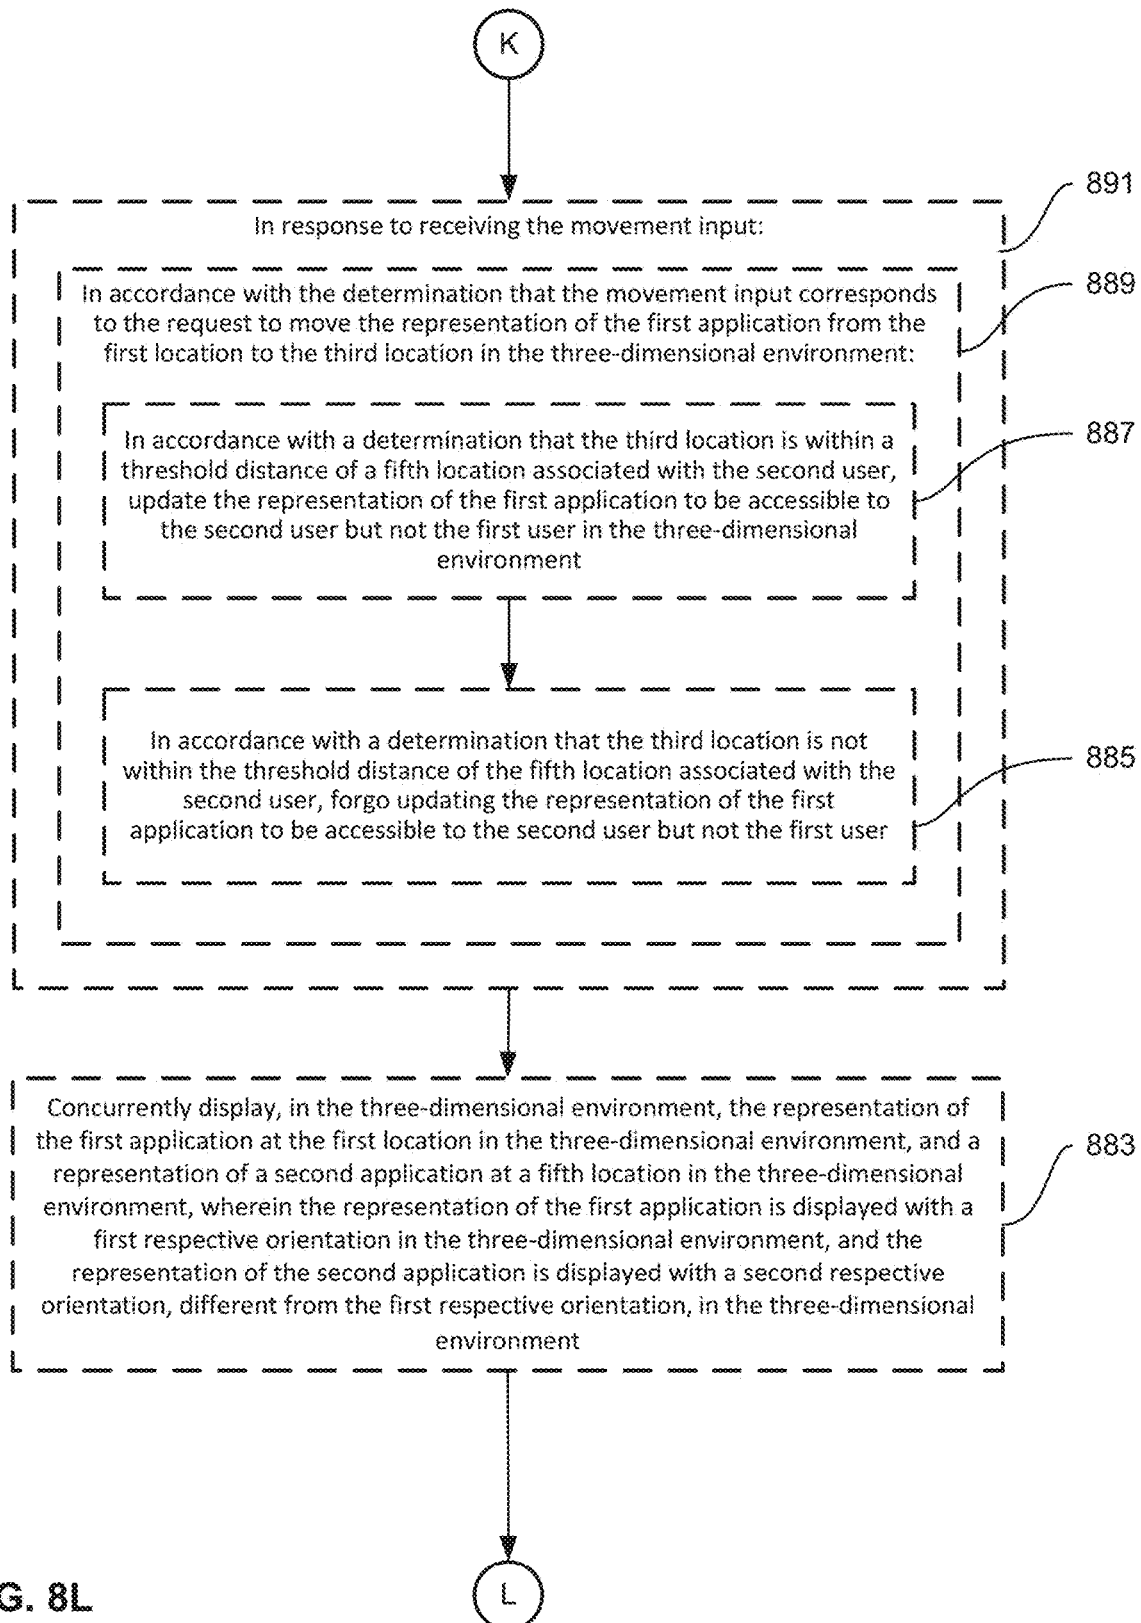 K
891
In response to receiving the movement input:
889
In accordance with the determination that the movement input corresponds
to the request to move the representation of the first application from the
first location to the third location in the three-dimensional environment:
887
In accordance with a determination that the third location is within a
threshold distance of a fifth location associated with the second user,
update the representation of the first application to be accessible to
the second user but not the first user in the three-dimensional
environment
885
In accordance with a determination that the third location is not
within the threshold distance of the fifth location associated with the
second user, forgo updating the representation of the first
application to be accessible to the second user but not the first user
883
Concurrently display, in the three-dimensional environment, the representation of
the first application at the first location in the three-dimensional environment, and a
representation of a second application at a fifth location in the three-dimensional
environment, wherein the representation of the first application is displayed with a
first respective orientation in the three-dimensional environment, and the
representation of the second application is displayed with a second respective
orientation, different from the first respective orientation, in the three-dimensional
environment
L
G. 8L